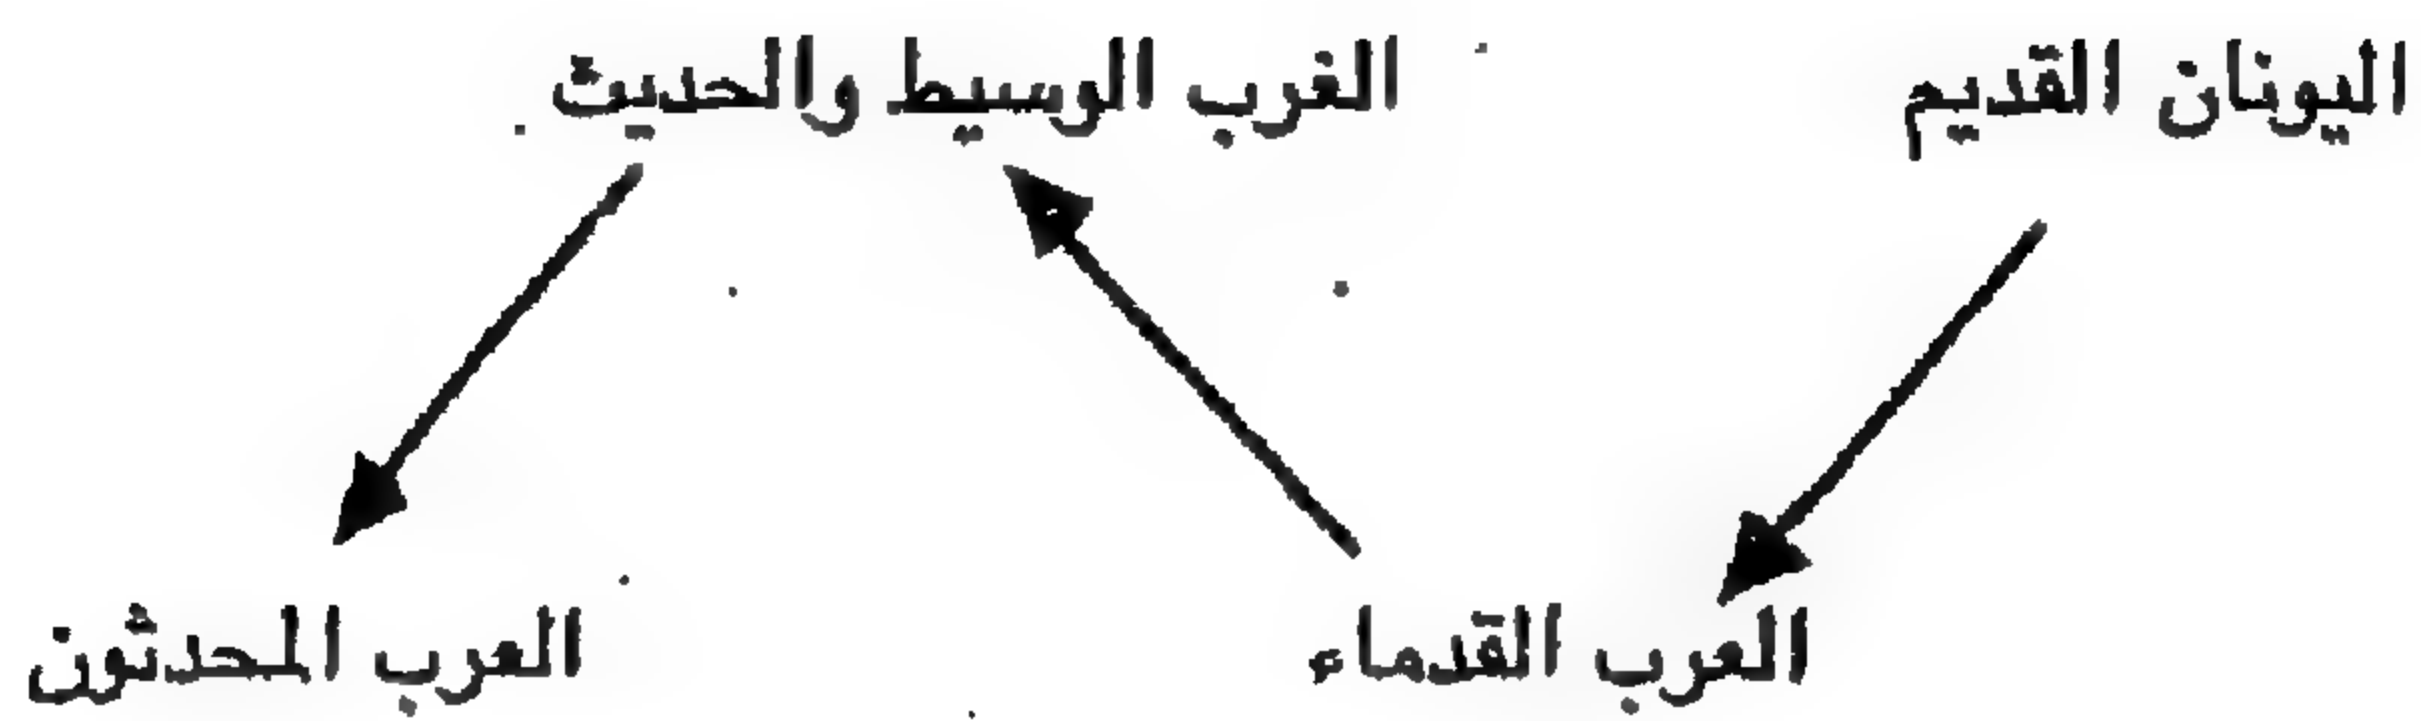 اليونان القديم
الغرب الوسيط والحديث
العرب القدماء
العرب المحدثون